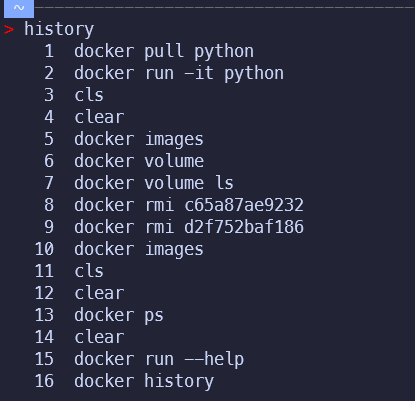 ~
> history
1 docker pull python
2 docker run -it python
3 cls
4 clear
5 docker images
6 docker volume
7 docker volume ls
8 docker rmi c65a87ae9232
9 docker rmi d2f752baf186
10 docker images
11 cls
12 clear
13 docker ps
14 clear
15 docker run --help
16 docker history